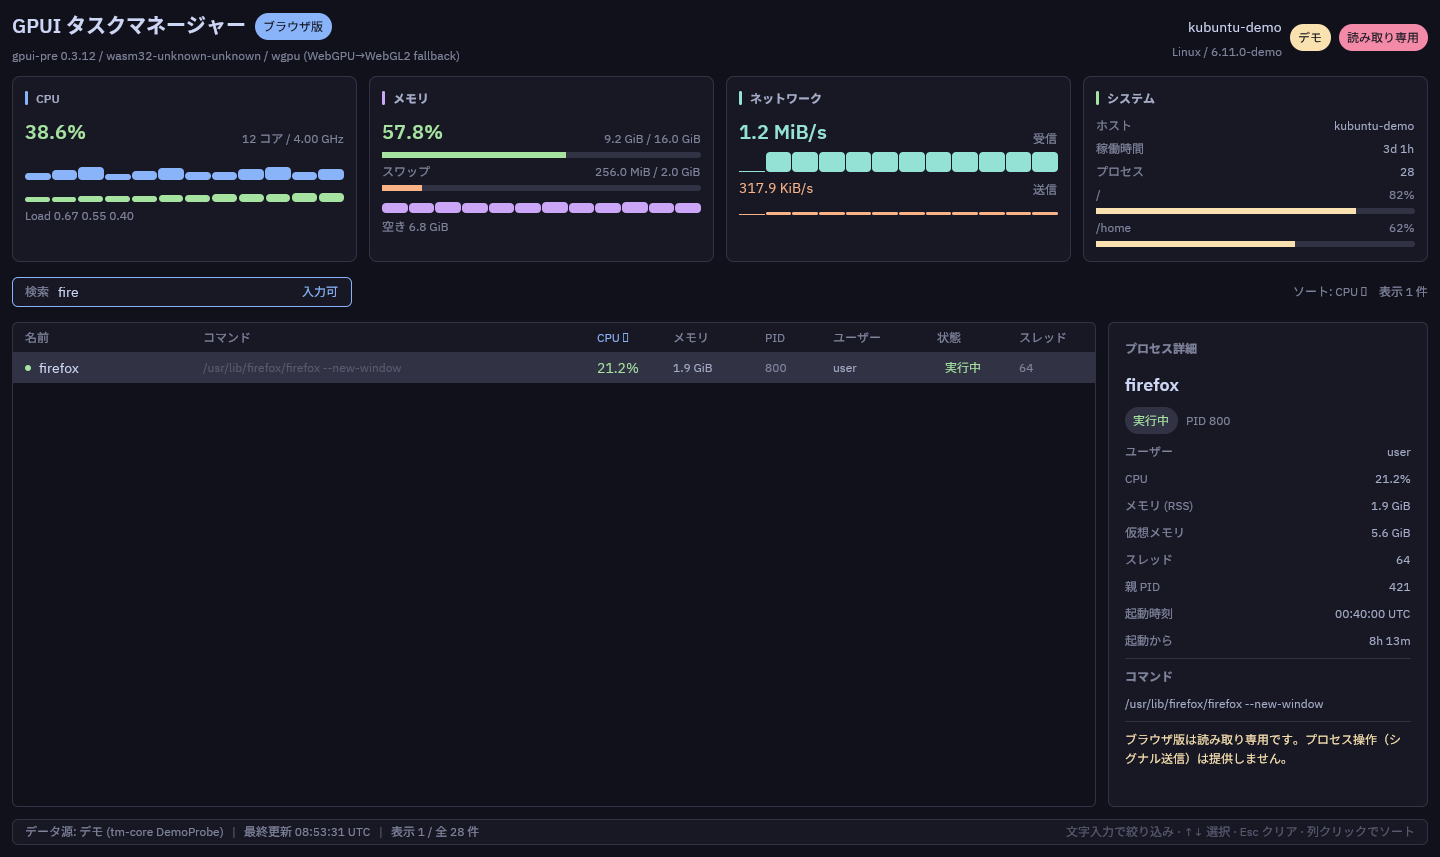 GPUI タスクマネージャー ブラウザ版
gpui-pre 0.3.12 / wasm32-unknown-unknown / wgpu (WebGPU→WebGL2 fallback)
kubuntu-demo
Linux / 6.11.0-demo
デモ 読み取り専用
CPU
38.6% 12 コア / 4.00 GHz
Load 0.67 0.55 0.40
メモリ
57.8% 9.2 GiB / 16.0 GiB
スワップ 256.0 MiB / 2.0 GiB
空き 6.8 GiB
ネットワーク
1.2 MiB/s 受信
317.9 KiB/s 送信
システム
ホスト kubuntu-demo
稼働時間 3d 1h
プロセス 28
/ 82%
/home 62%
検索 fire 入力可
ソート: CPU 表示 1 件
名前 コマンド CPU メモリ PID ユーザー 状態 スレッド
firefox /usr/lib/firefox/firefox --new-window 21.2% 1.9 GiB 800 user 実行中 64
プロセス詳細
firefox
実行中 PID 800
ユーザー user
CPU 21.2%
メモリ (RSS) 1.9 GiB
仮想メモリ 5.6 GiB
スレッド 64
親 PID 421
起動時刻 00:40:00 UTC
起動から 8h 13m
コマンド
/usr/lib/firefox/firefox --new-window
ブラウザ版は読み取り専用です。プロセス操作（シ
グナル送信）は提供しません。
データ源: デモ (tm-core DemoProbe) | 最終更新 08:53:31 UTC | 表示 1 / 全 28 件
文字入力で絞り込み · ↑↓ 選択 · Esc クリア · 列クリックでソート